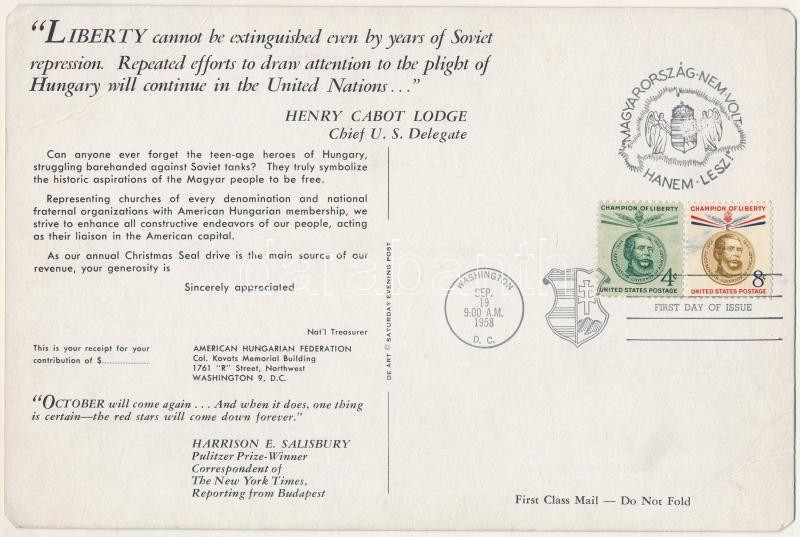 “LIBERTY cannot be extinguished even by years of Soviet
repression. Repeated efforts to draw attention to the plight of
Hungary will continue in the United Nations . . .”
HENRY CABOT LODGE
Chief U. S. Delegate
Can anyone ever forget the teen-age heroes of Hungary,
struggling barehanded against Soviet tanks? They truly symbolize
the historic aspirations of the Magyar people to be free.
Representing churches of every denomination and national
fraternal organizations with American Hungarian membership, we
strive to enhance all constructive endeavors of our people, acting
as their liaison in the American capital.
As our annual Christmas Seal drive is the main source of our
revenue, your generosity is
Sincerely appreciated
Nat'l Treasurer
This is your receipt for your
contribution of $
AMERICAN HUNGARIAN FEDERATION
Col. Kovats Memorial Building
1761 "R" Street, Northwest
WASHINGTON 9, D.C.
“OCTOBER will come again . . . And when it does, one thing
is certain—the red stars will come down forever.”
HARRISON E. SALISBURY
Pulitzer Prize-Winner
Correspondent of
The New York Times,
Reporting from Budapest
DE ART © SATURDAY EVENING POST
MAGYARORSZÁG·NEM·VOLT
HANEM·LESZ!
CHAMPION OF LIBERTY
4c
UNITED STATES POSTAGE
CHAMPION OF LIBERTY
8c
UNITED STATES POSTAGE
WASHINGTON
SEP.
19
9:00 A.M.
1958
D. C.
FIRST DAY OF ISSUE
First Class Mail — Do Not Fold